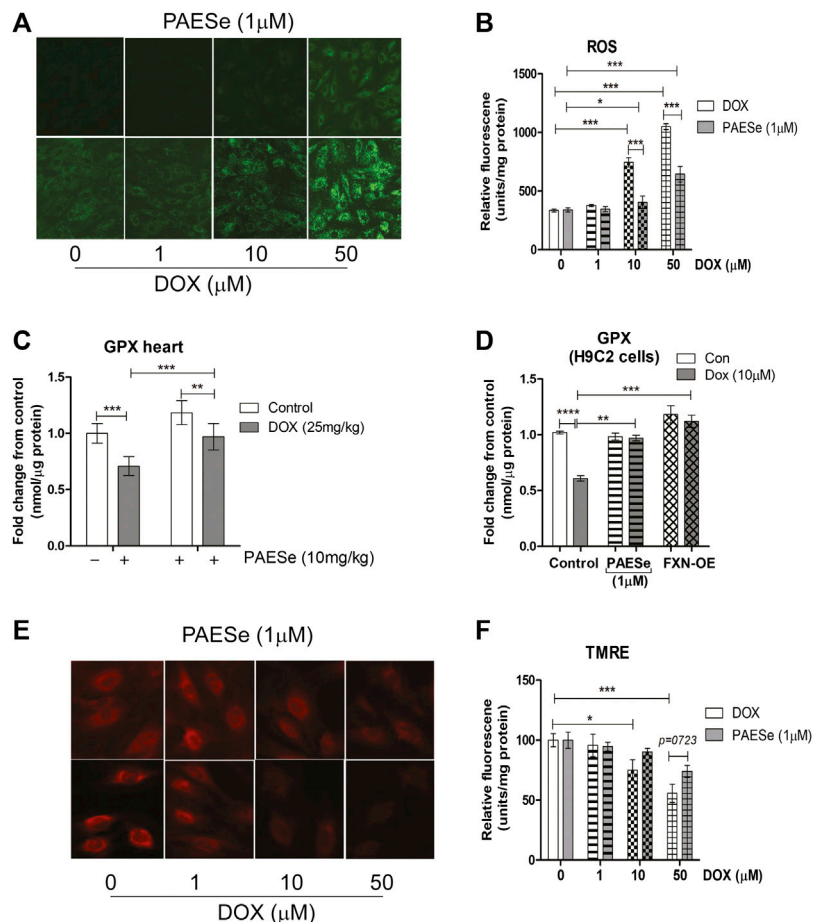 A
PAESe (1μM)
0 1 10 50
DOX (μM)
B
ROS
***
***
*
***
***
***
1500
1000
500
0
Relative fluorescene
(units/mg protein)
DOX
PAESe (1μM)
0 1 10 50 DOX (μM)
C
GPX heart
***
***
**
1.5
1.0
0.5
0.0
Fold change from control
(nmol/μg protein)
Control
DOX (25mg/kg)
− + + + PAESe (10mg/kg)
D
GPX
(H9C2 cells)
***
****
**
1.5
1.0
0.5
0.0
Fold change from control
(nmol/μg protein)
Con
Dox (10μM)
Control PAESe FXN-OE
(1μM)
E
PAESe (1μM)
0 1 10 50
DOX (μM)
F
TMRE
***
*
p=0723
150
100
50
0
Relative fluorescene
(units/mg protein)
DOX
PAESe (1μM)
0 1 10 50 DOX (μM)